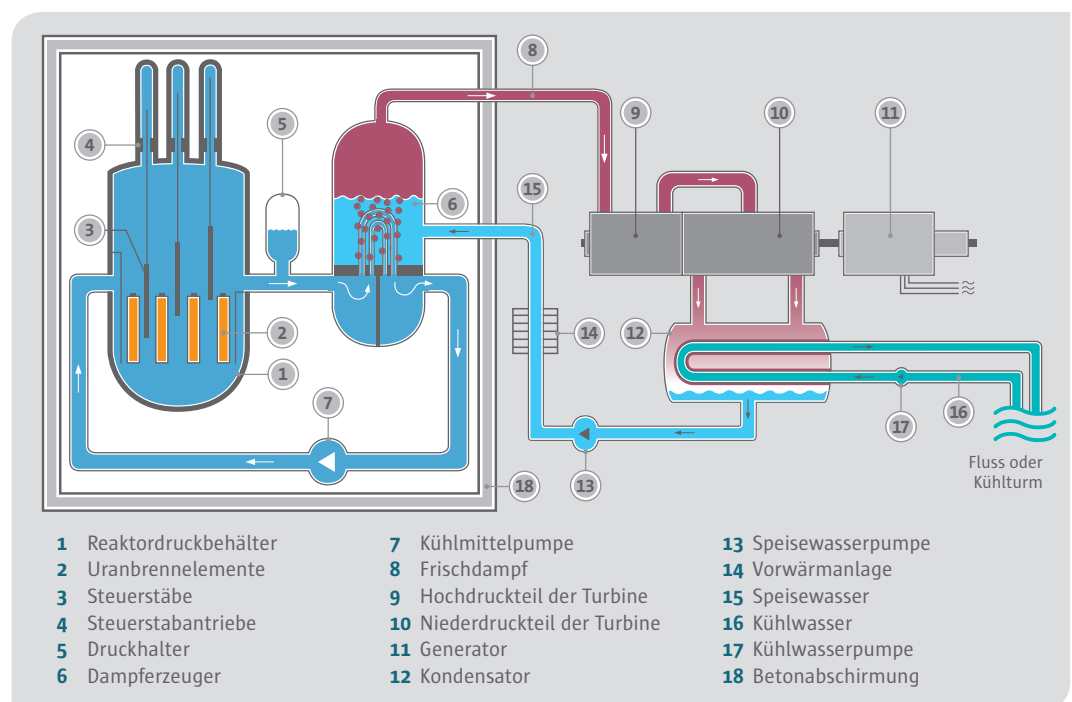 8
5
9
10
11
4
15
6
3
14
12
2
1
7
16
17
Fluss oder
Kühlturm
18
13
1 Reaktordruckbehälter
2 Uranbrennelemente
3 Steuerstäbe
4 Steuerstabantriebe
5 Druckhalter
6 Dampferzeuger
7 Kühlmittelpumpe
8 Frischdampf
9 Hochdruckteil der Turbine
10 Niederdruckteil der Turbine
11 Generator
12 Kondensator
13 Speisewasserpumpe
14 Vorwärmanlage
15 Speisewasser
16 Kühlwasser
17 Kühlwasserpumpe
18 Betonabschirmung